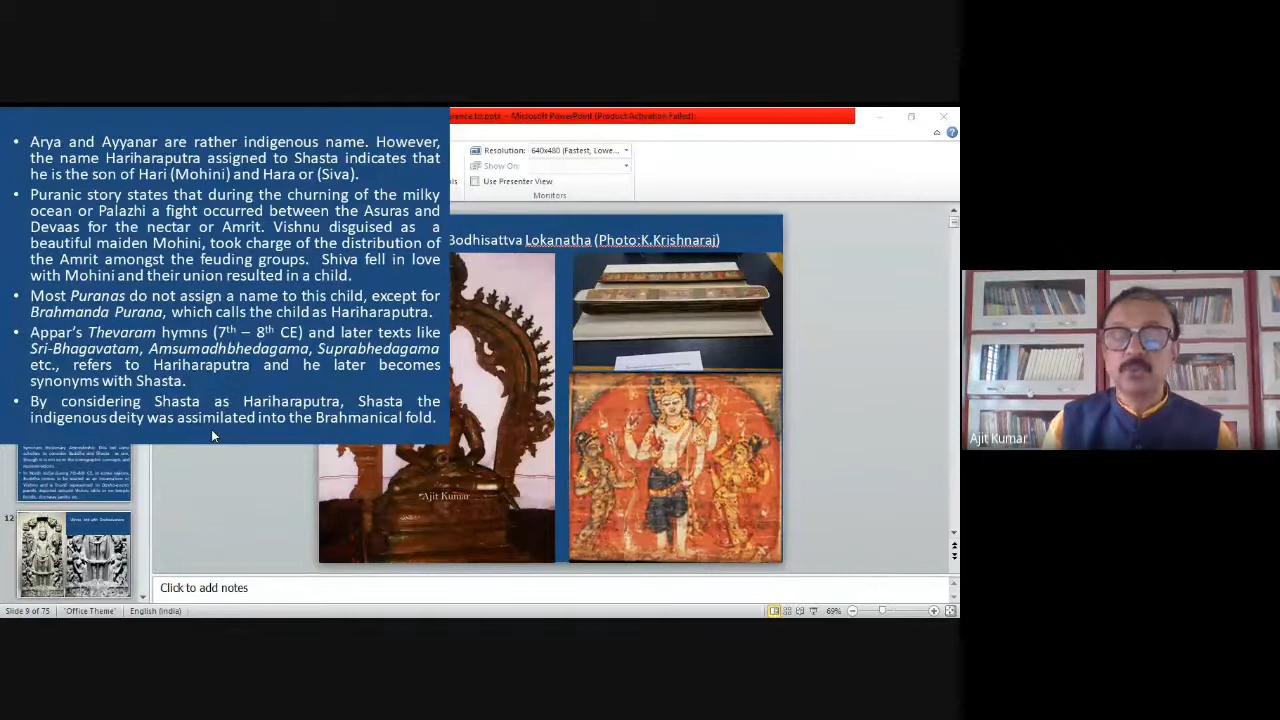 erence to.pptx - Microsoft PowerPoint (Product Activation Failed)
• Arya and Ayyanar are rather indigenous name. However,
the name Hariharaputra assigned to Shasta indicates that
he is the son of Hari (Mohini) and Hara or (Siva).
• Puranic story states that during the churning of the milky
ocean or Palazhi a fight occurred between the Asuras and
Devaas for the nectar or Amrit. Vishnu disguised as a
beautiful maiden Mohini, took charge of the distribution of
the Amrit amongst the feuding groups. Shiva fell in love
with Mohini and their union resulted in a child.
• Most Puranas do not assign a name to this child, except for
Brahmanda Purana, which calls the child as Hariharaputra.
• Appar's Thevaram hymns (7th – 8th CE) and later texts like
Sri-Bhagavatam, Amsumadhbhedagama, Suprabhedagama
etc., refers to Hariharaputra and he later becomes
synonyms with Shasta.
• By considering Shasta as Hariharaputra, Shasta the
indigenous deity was assimilated into the Brahmanical fold.
Resolution: 640x480 (Fastest, Lowe...
Show On:
Use Presenter View
Monitors
Bodhisattva Lokanatha (Photo:K.Krishnaraj)
Ajit Kumar
12
Click to add notes
Slide 9 of 75
"Office Theme"
English (India)
69%
Ajit Kumar